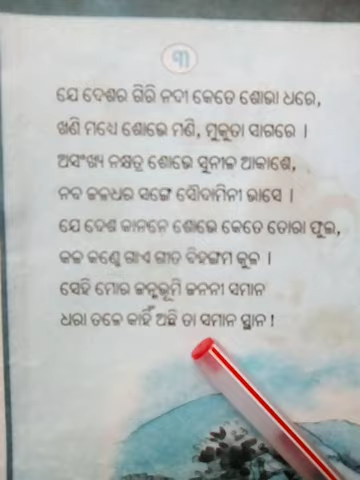 ୩
ଯେ ଦେଶର ଗିରି ନଦୀ କେତେ ଶୋଭା ଧରେ,
ଖଣି ମଧ୍ୟେ ଶୋଭେ ମଣି, ମୁକୁତା ସାଗରେ ।
ଅସଂଖ୍ୟ ନକ୍ଷତ୍ର ଶୋଭେ ସୁନୀଳ ଆକାଶେ,
ନବ ଜଳଧର ସଙ୍ଗେ ସୌଦାମିନୀ ଭାସେ ।
ଯେ ଦେଶ କାନନେ ଶୋଭେ କେତେ ତୋରା ଫୁଲ,
କଳ କଣ୍ଠେ ଗାଏ ଗୀତ ବିହଙ୍ଗମ କୁଳ ।
ସେହି ମୋର ଜନ୍ମଭୂମି ଜନନୀ ସମାନ
ଧରା ତଳେ କାହିଁ ଅଛି ତା ସମାନ ସ୍ଥାନ !